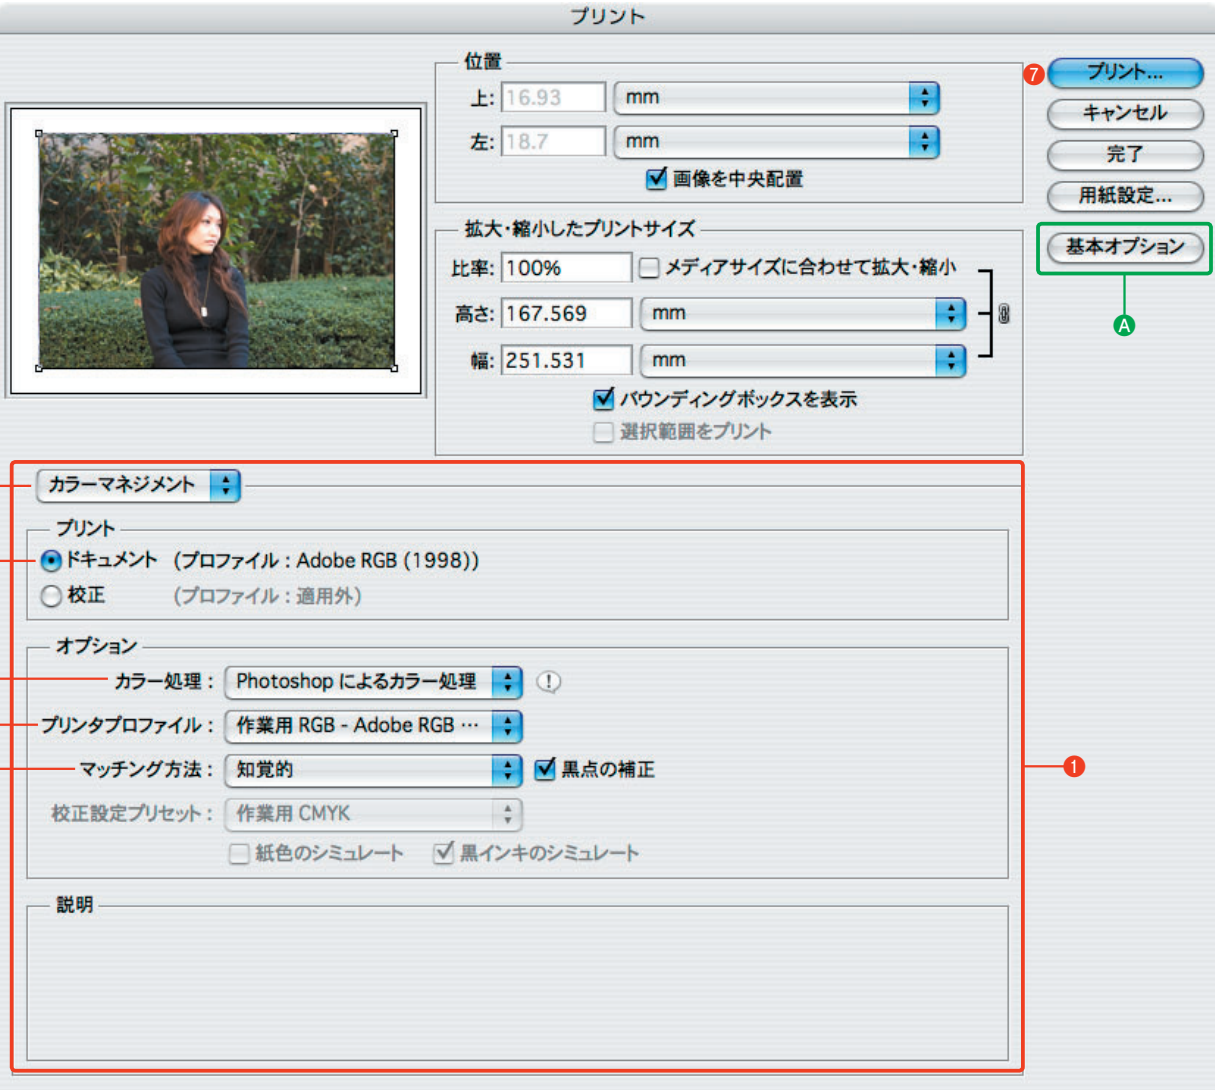 プリント
位置
上: 16.93 mm
左: 18.7 mm
画像を中央配置
7 プリント...
キャンセル
完了
用紙設定...
基本オプション
A
拡大・縮小したプリントサイズ
比率: 100% メディアサイズに合わせて拡大・縮小
高さ: 167.569 mm
幅: 251.531 mm
バウンディングボックスを表示
選択範囲をプリント
カラーマネジメント
プリント
ドキュメント (プロファイル : Adobe RGB (1998))
校正 (プロファイル : 適用外)
オプション
カラー処理 : Photoshop によるカラー処理 !
プリンタプロファイル : 作業用 RGB - Adobe RGB …
マッチング方法 : 知覚的 黒点の補正
1
校正設定プリセット : 作業用 CMYK
紙色のシミュレート 黒インキのシミュレート
説明